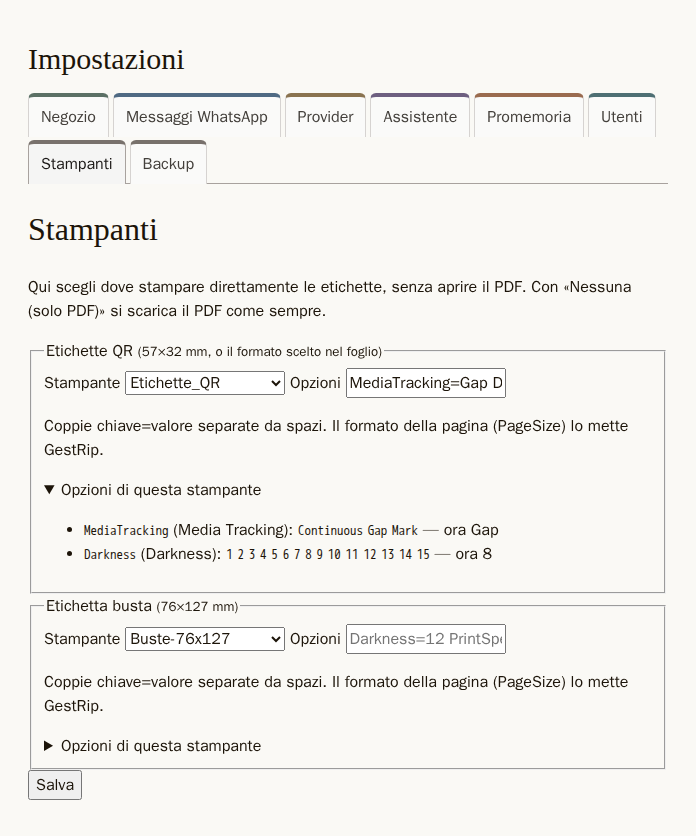 Impostazioni
Negozio Messaggi WhatsApp Provider Assistente Promemoria Utenti
Stampanti Backup
Stampanti
Qui scegli dove stampare direttamente le etichette, senza aprire il PDF. Con «Nessuna
(solo PDF)» si scarica il PDF come sempre.
Etichette QR (57×32 mm, o il formato scelto nel foglio)
Stampante Etichette_QR Opzioni MediaTracking=Gap D
Coppie chiave=valore separate da spazi. Il formato della pagina (PageSize) lo mette
GestRip.
▼ Opzioni di questa stampante
• MediaTracking (Media Tracking): Continuous Gap Mark — ora Gap
• Darkness (Darkness): 1 2 3 4 5 6 7 8 9 10 11 12 13 14 15 — ora 8
Etichetta busta (76×127 mm)
Stampante Buste-76x127 Opzioni Darkness=12 PrintSpe
Coppie chiave=valore separate da spazi. Il formato della pagina (PageSize) lo mette
GestRip.
▶ Opzioni di questa stampante
Salva